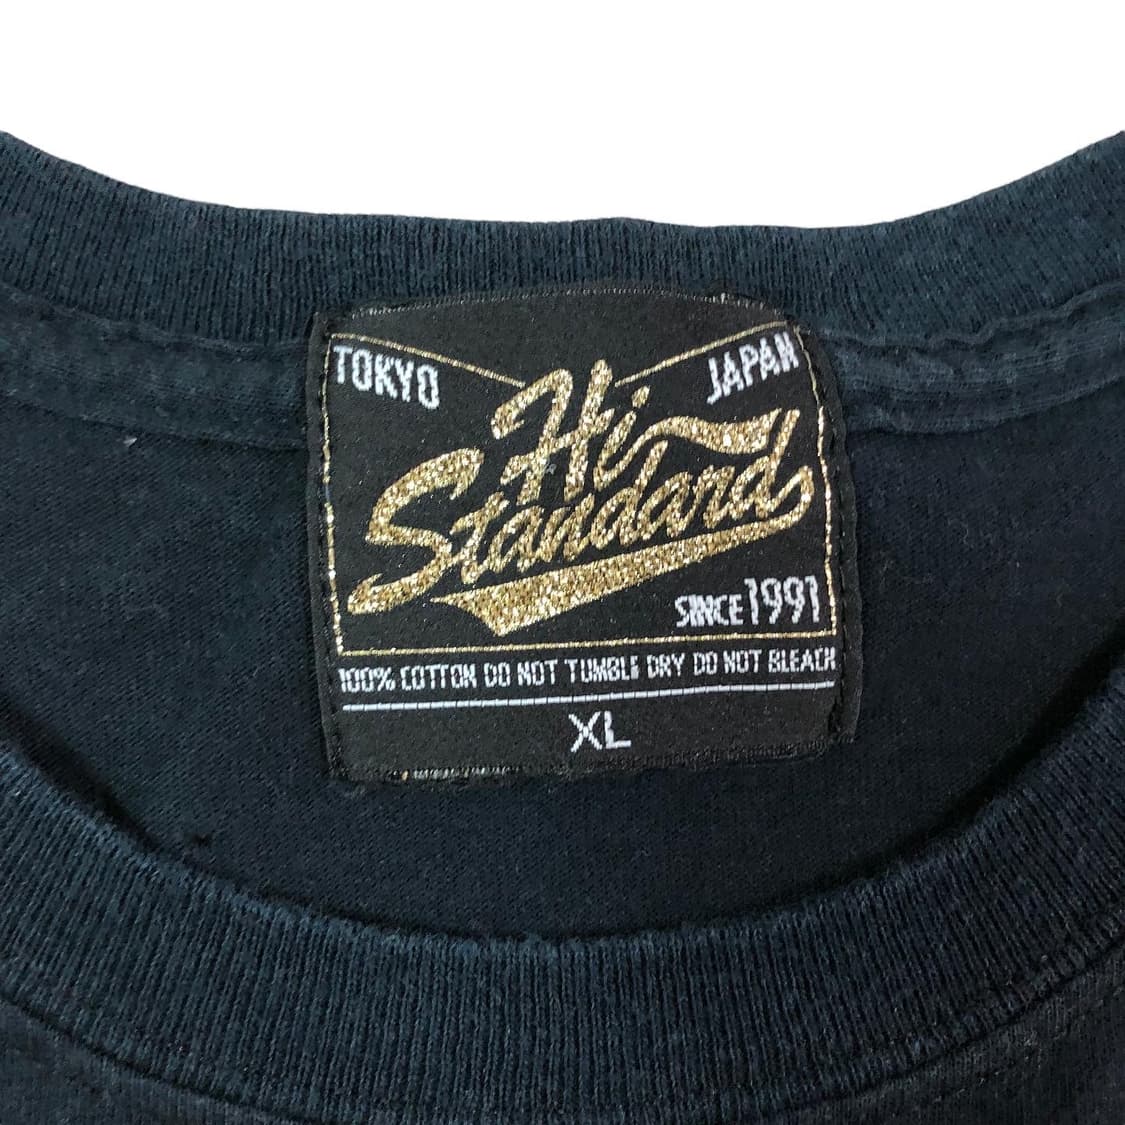 TOKYO
JAPAN
Hi
Standard
SINCE 1991
100% COTTON DO NOT TUMBLE DRY DO NOT BLEACH
XL